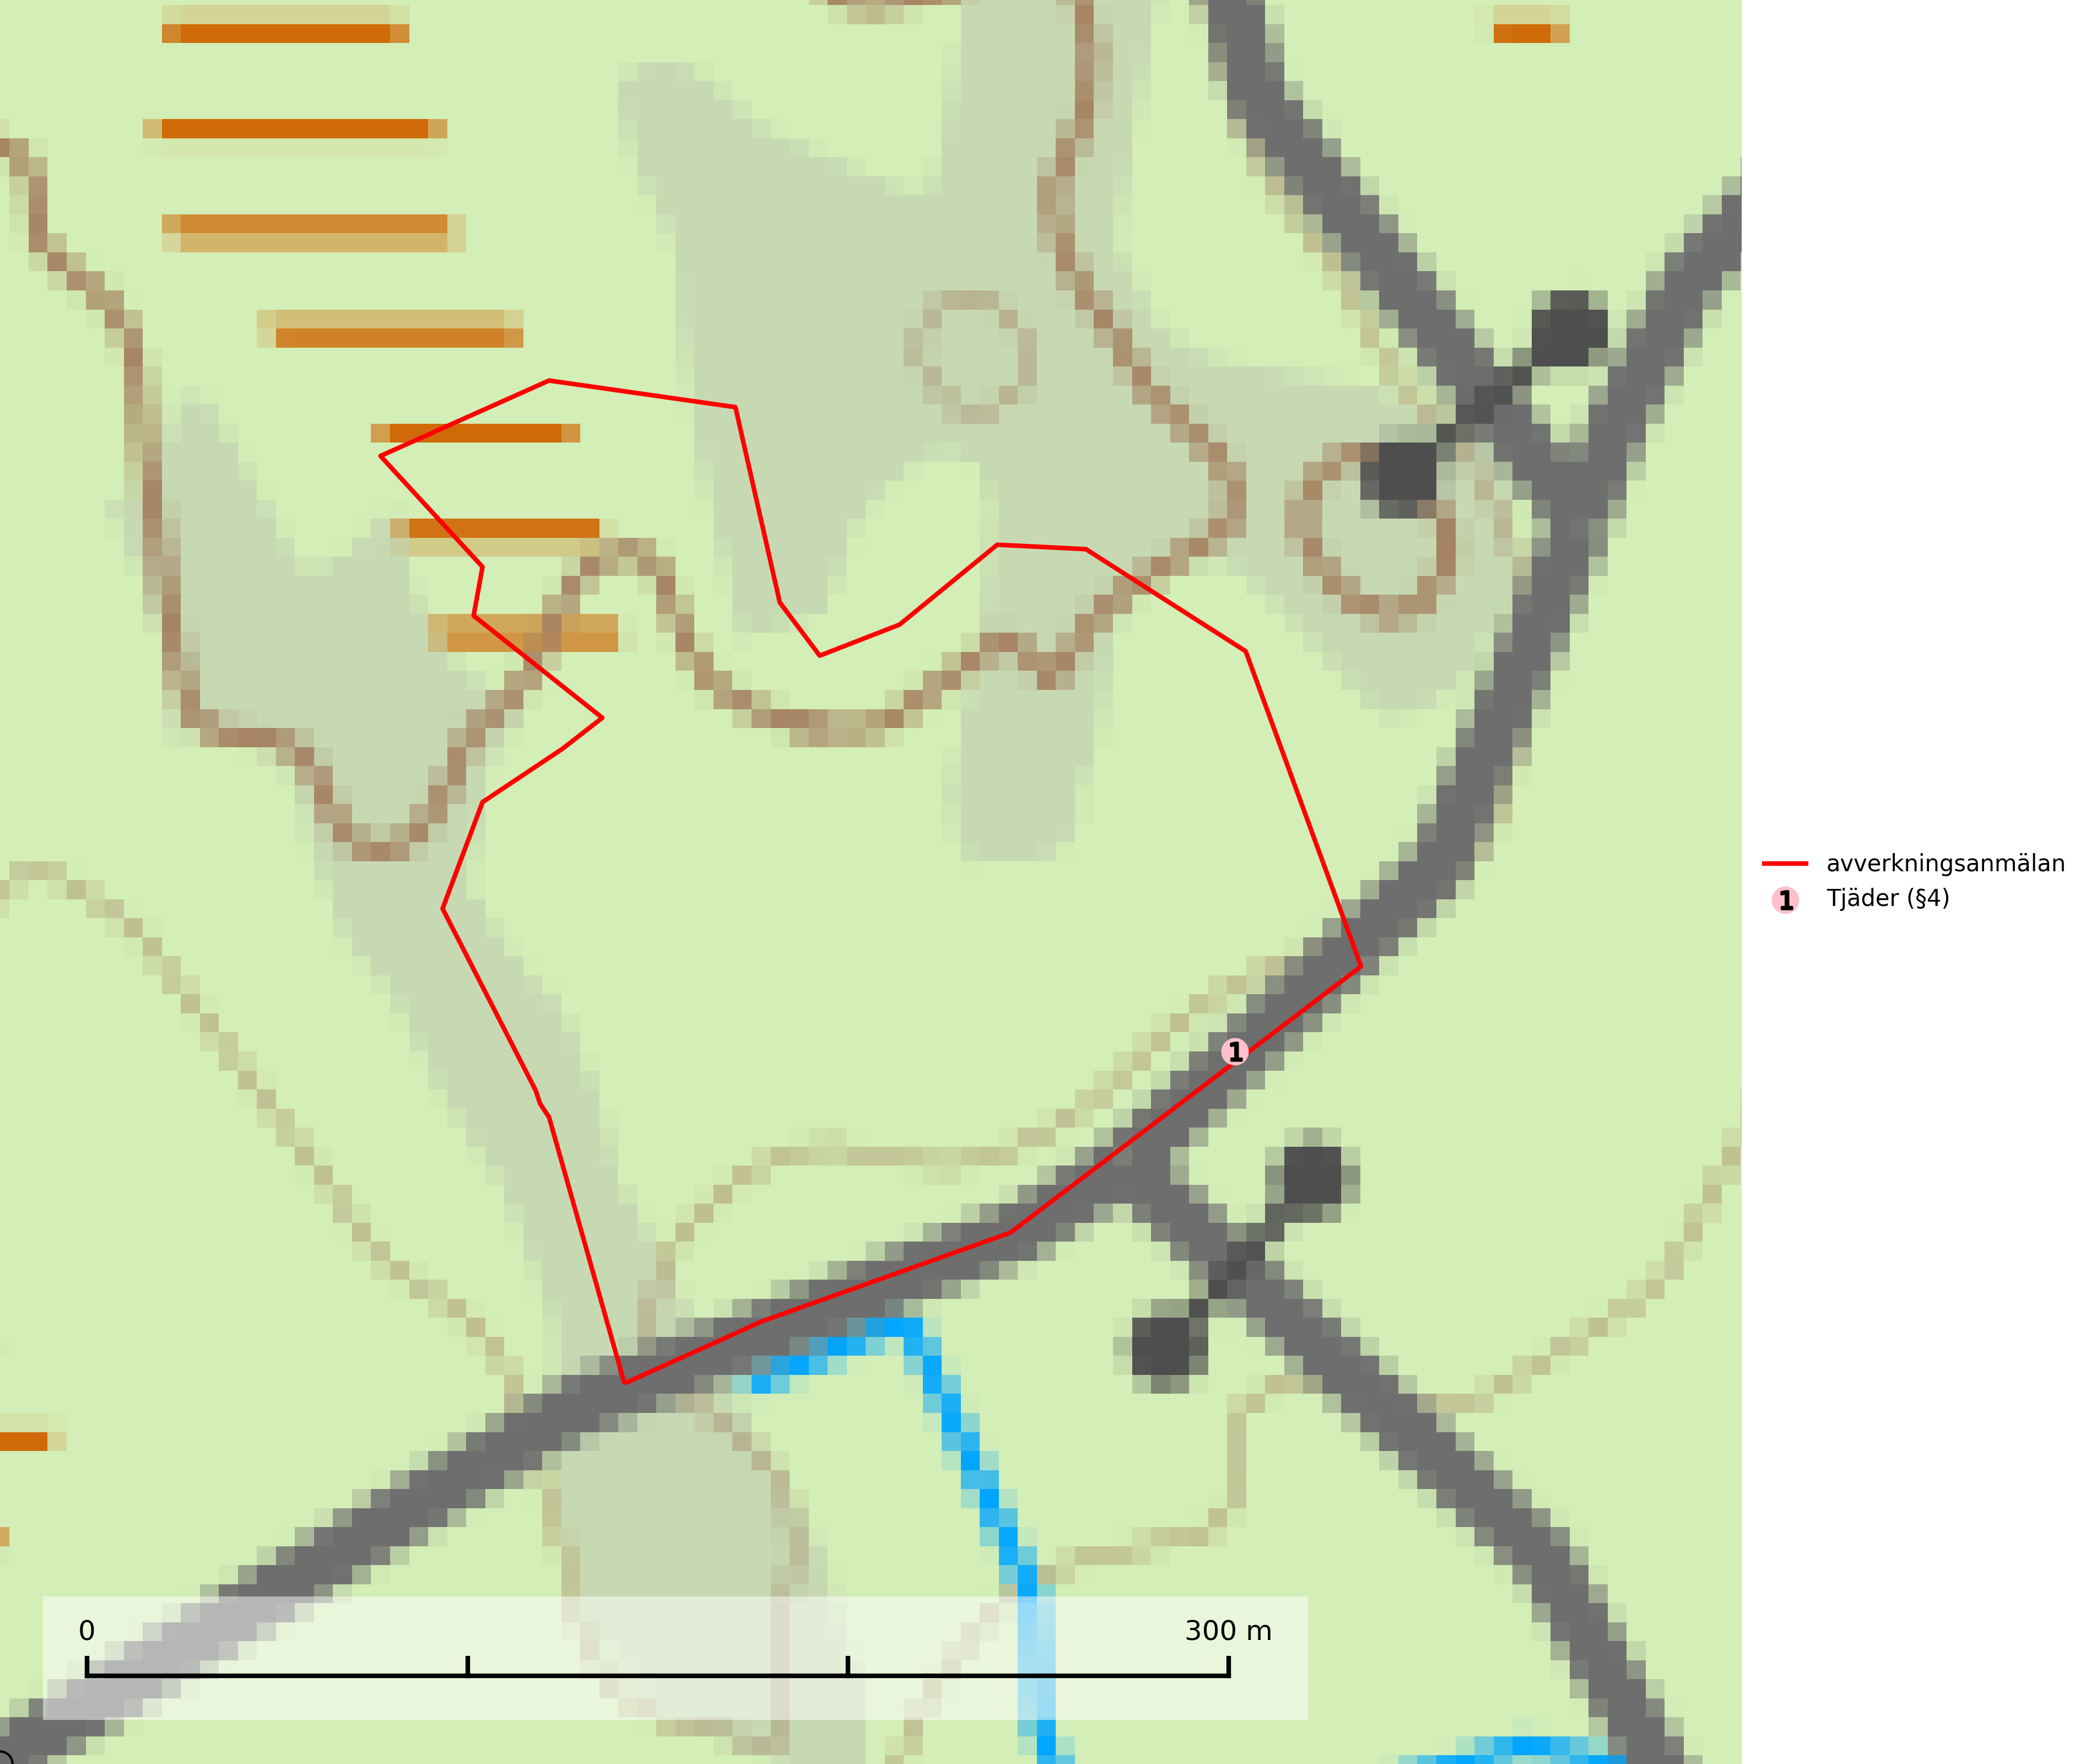 1
avverkningsanmälan
1 Tjäder (§4)
0 300 m